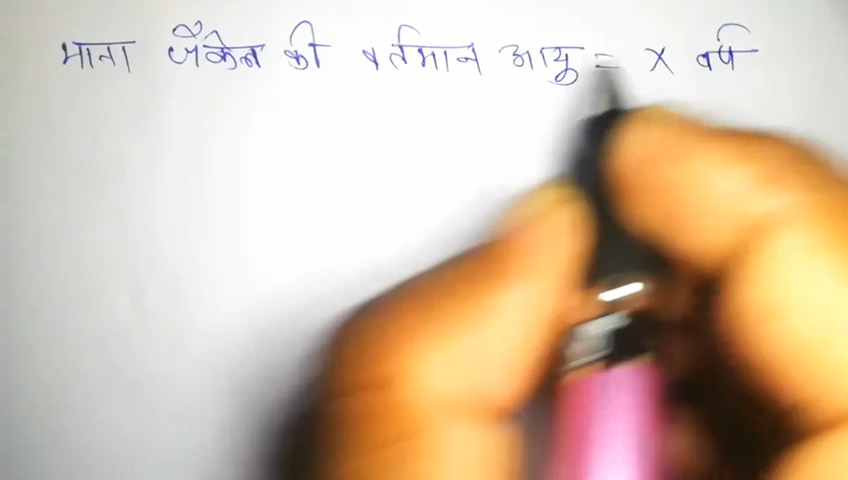 माना जैकेल की वर्तमान आयु = x वर्ष